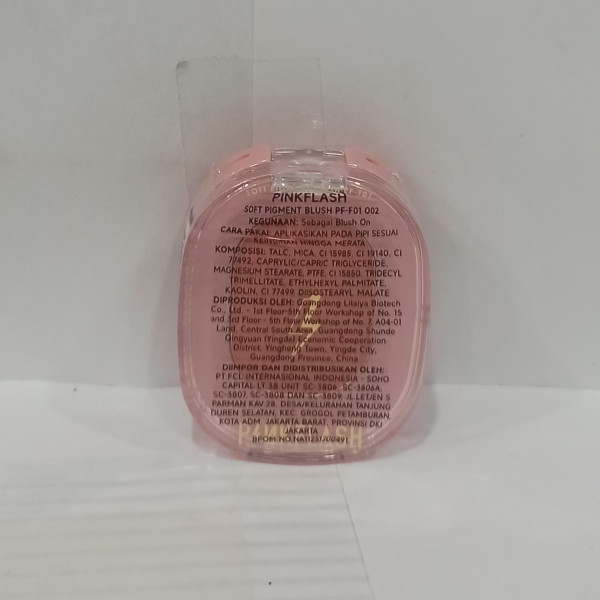 PINKFLASH
SOFT PIGMENT BLUSH PF-F01 O02
KEGUNAAN: Sebagai Blush On
CARA PAKAI: APLIKASIKAN PADA PIPI SESUAI
KEINGINAN HINGGA MERATA.
KOMPOSISI: TALC, MICA, CI 15985, CI 19140, CI
77492, CAPRYLIC/CAPRIC TRIGLYCERIDE,
MAGNESIUM STEARATE, PTFE, CI 15850, TRIDECYL
TRIMELLITATE, ETHYLHEXYL PALMITATE,
KAOLIN, CI 77499, DIISOSTEARYL MALATE
DIPRODUKSI OLEH: Guangdong Lilaiya Biotech
Co., Ltd. - 1st Floor-5th Floor Workshop of No. 15
and 3rd Floor - 5th Floor Workshop of No 7, A04-01
Land, Central South Area, Guangdong Shunde
Qingyuan (Yingde) Economic Cooperation
District, Yinghong Town, Yingde City,
Guangdong Province, China
DIIMPOR DAN DIDISTRIBUSIKAN OLEH:
PT.FCL INTERNASIONAL INDONESIA - SOHO
CAPITAL LT.38 UNIT SC-3805, SC-3806A,
SC-3807, SC-3808 DAN SC-3809, JL.LETJEN S
PARMAN KAV.28, DESA/KELURAHAN TANJUNG
DUREN SELATAN, KEC. GROGOL PETAMBURAN,
KOTA ADM. JAKARTA BARAT, PROVINSI DKI
JAKARTA
PINKFLASH
BPOM NO.NA11231200491